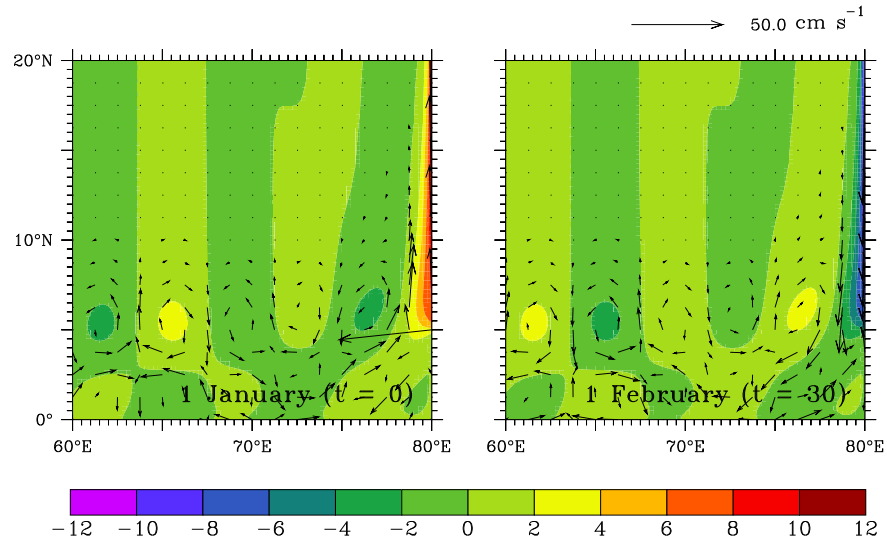 50.0 cm s⁻¹
20°N
10°N
0°
1 January (t = 0)
1 February (t = 30)
60°E 70°E 80°E 60°E 70°E 80°E
−12 −10 −8 −6 −4 −2 0 2 4 6 8 10 12